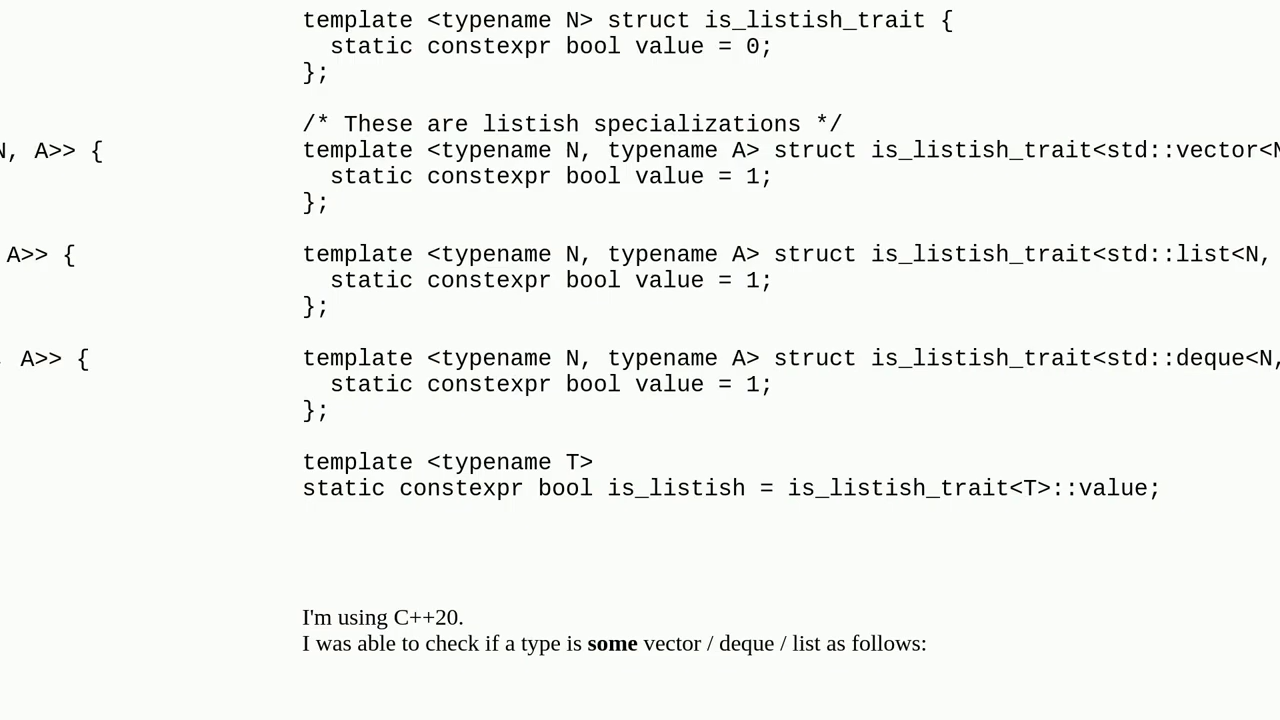 template <typename N> struct is_listish_trait {
  static constexpr bool value = 0;
};

/* These are listish specializations */
N, A>> {
template <typename N, typename A> struct is_listish_trait<std::vector<N
  static constexpr bool value = 1;
};

A>> {
template <typename N, typename A> struct is_listish_trait<std::list<N,
  static constexpr bool value = 1;
};

, A>> {
template <typename N, typename A> struct is_listish_trait<std::deque<N,
  static constexpr bool value = 1;
};

template <typename T>
static constexpr bool is_listish = is_listish_trait<T>::value;

I'm using C++20.
I was able to check if a type is some vector / deque / list as follows: